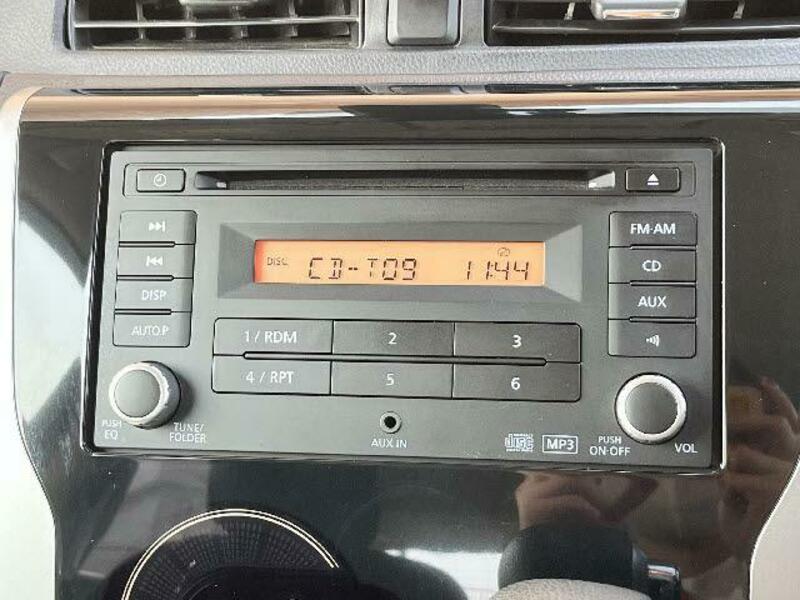 FM·AM
DISC CD--T09 11:44
CD
DISP
AUX
AUTO.P
1 / RDM 2 3
4 / RPT 5 6
PUSH
EQ
TUNE/
FOLDER
AUX IN
MP3
PUSH
ON·OFF
VOL